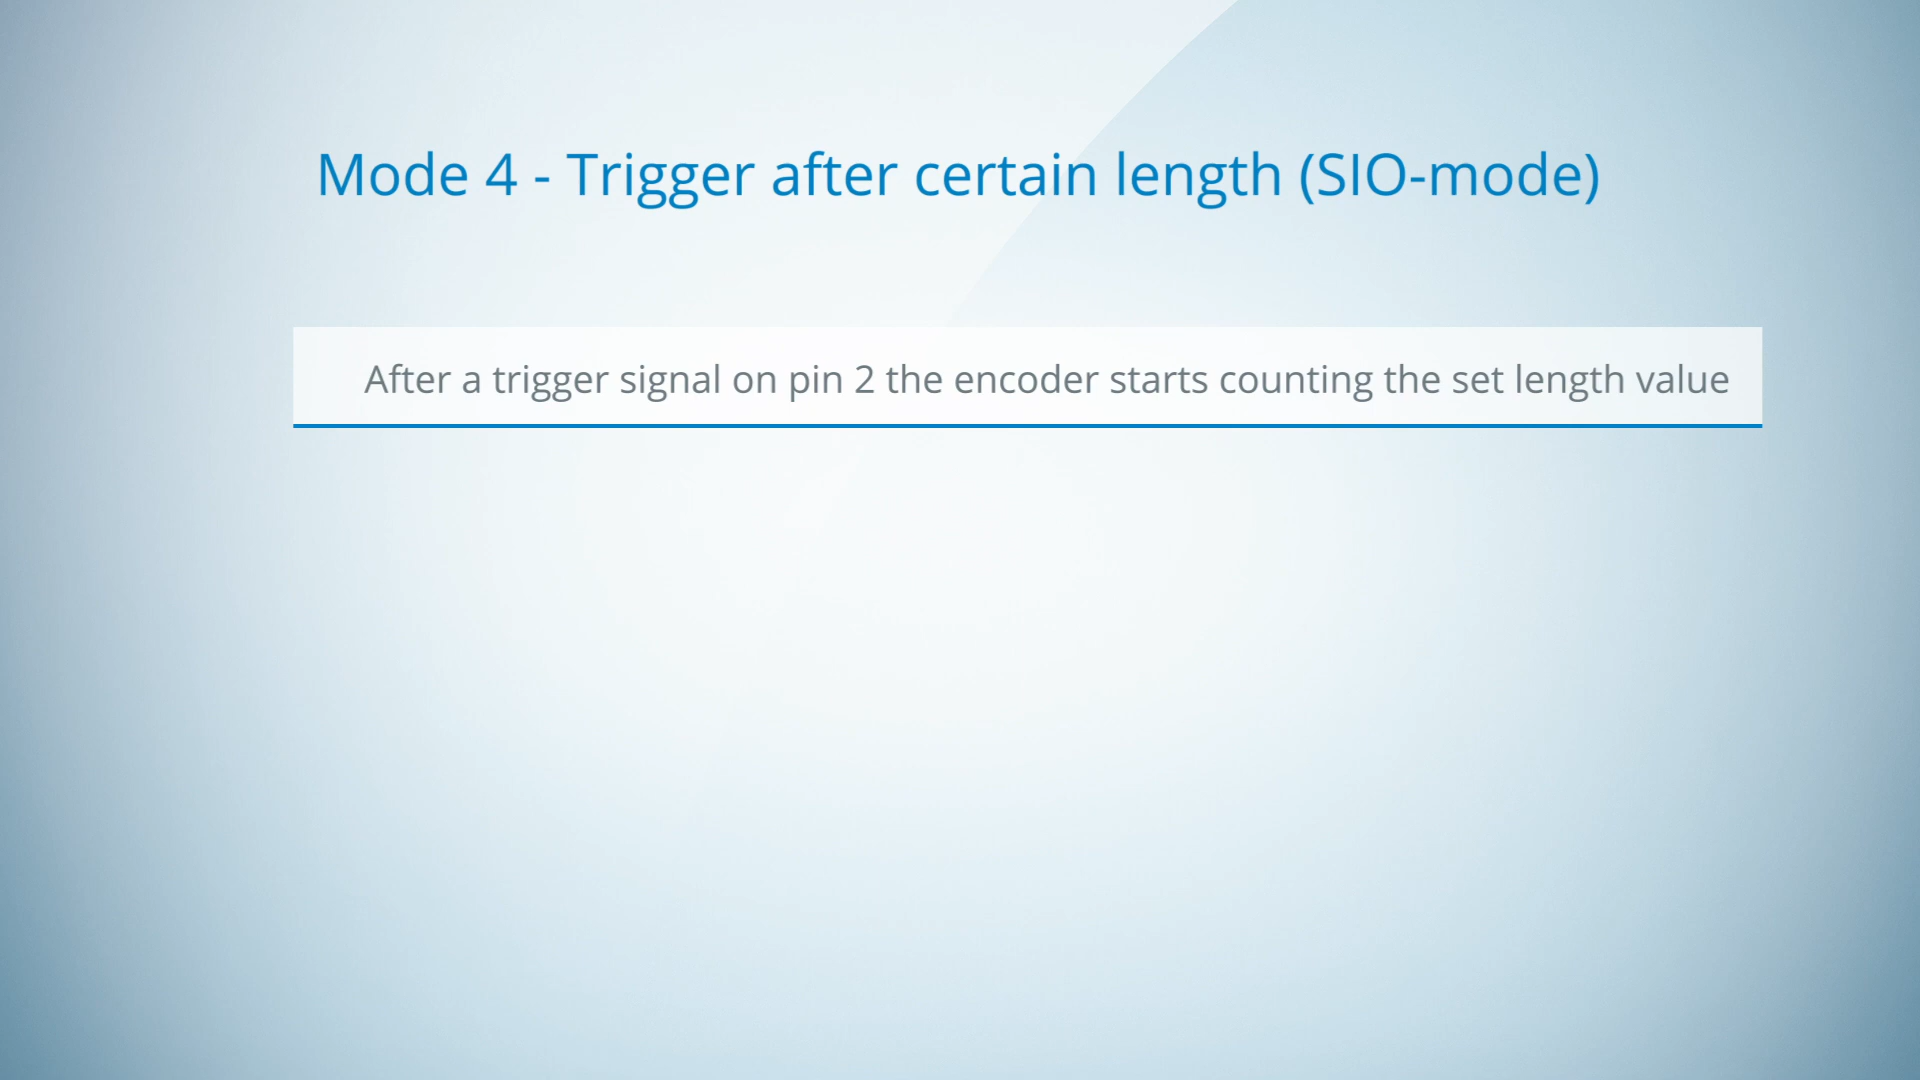 Mode 4 - Trigger after certain length (SIO-mode)
After a trigger signal on pin 2 the encoder starts counting the set length value